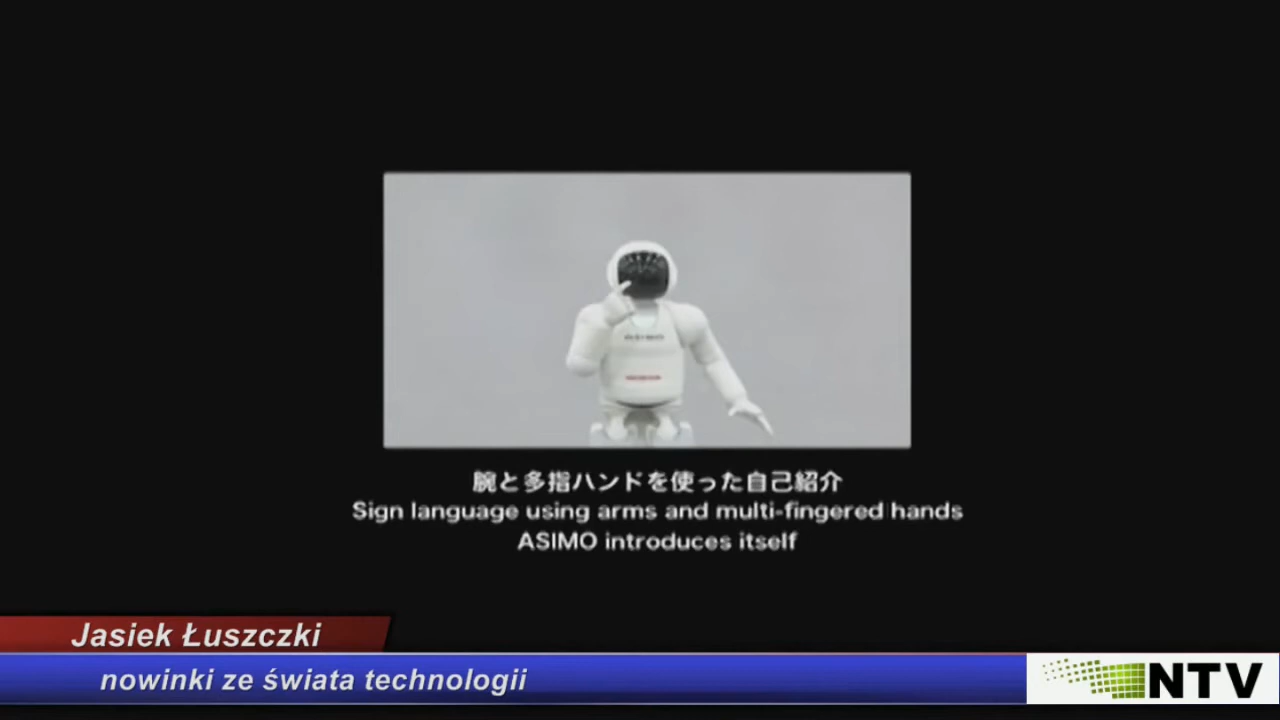 腕と多指ハンドを使った自己紹介
Sign language using arms and multi-fingered hands
ASIMO introduces itself
Jasiek Łuszczki
nowinki ze świata technologii
NTV